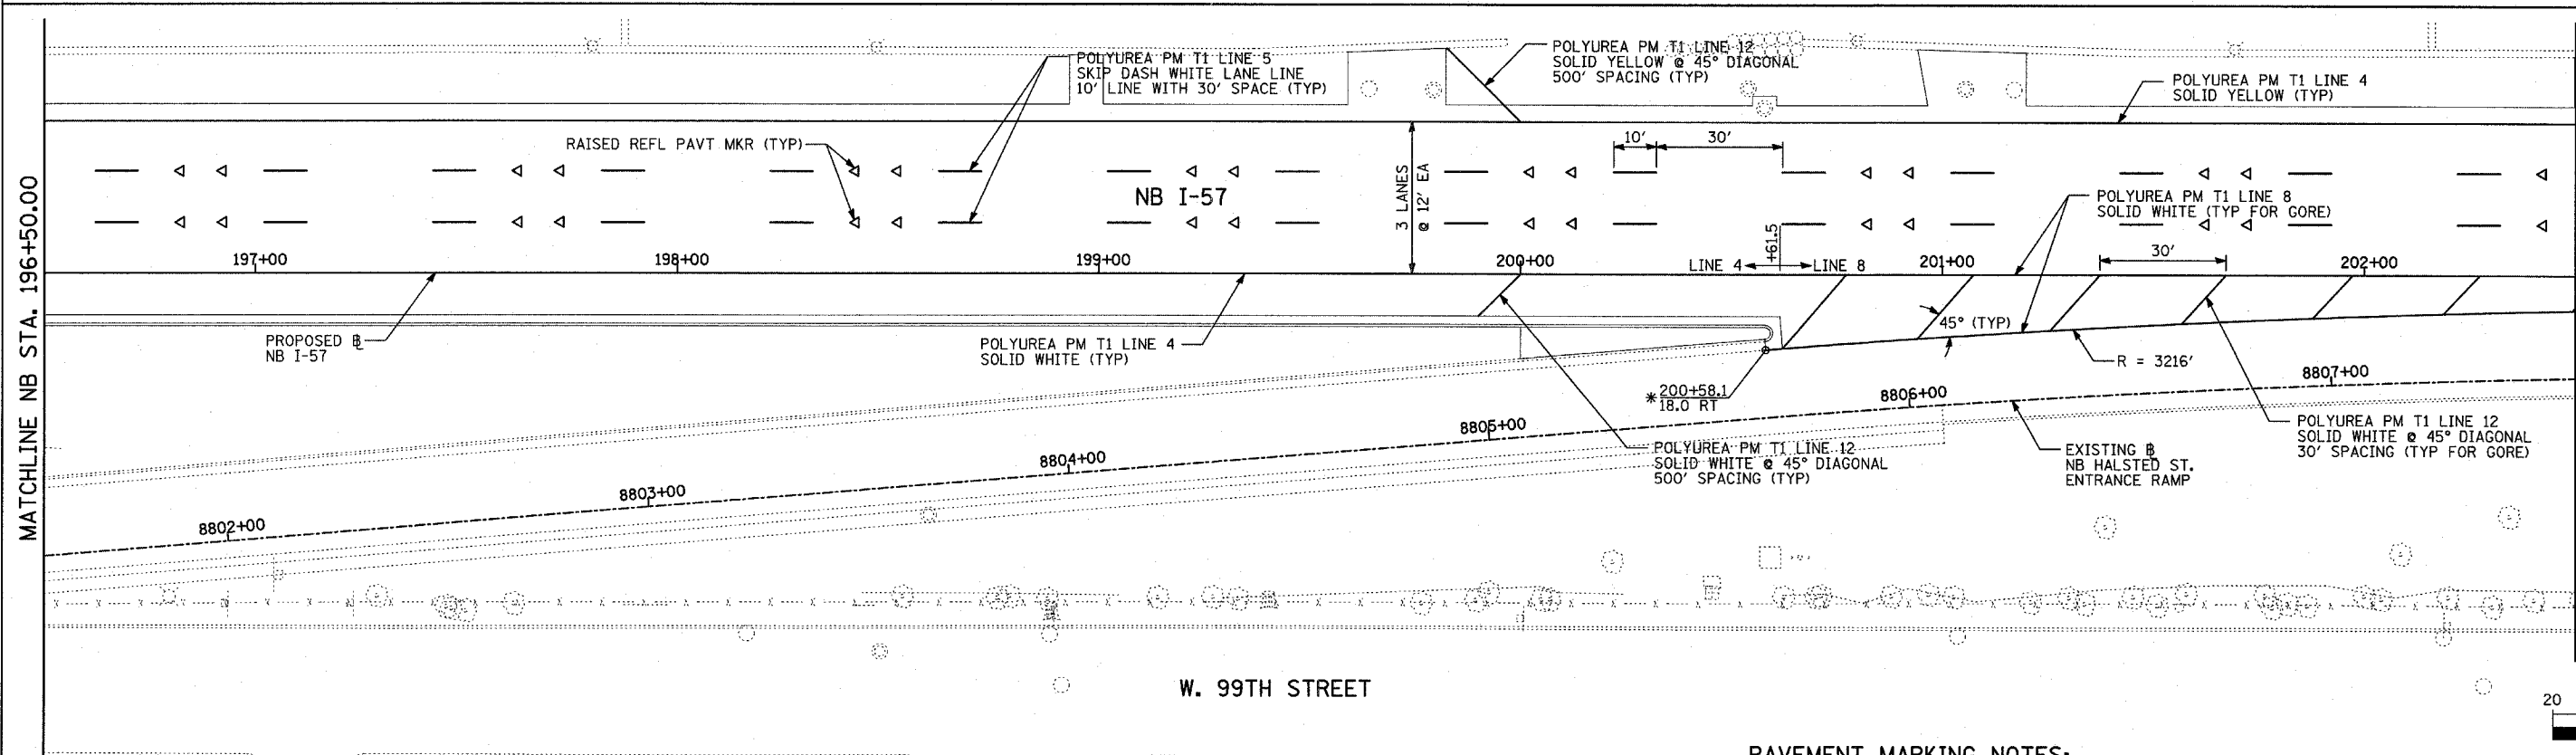 POLYUREA PM T1 LINE 5
SKIP DASH WHITE LANE LINE
10' LINE WITH 30' SPACE (TYP)
POLYUREA PM T1 LINE 12
SOLID YELLOW @ 45° DIAGONAL
500' SPACING (TYP)
POLYUREA PM T1 LINE 4
SOLID YELLOW (TYP)
RAISED REFL PAVT MKR (TYP)
10'
30'
3 LANES
@ 12' EA
NB I-57
POLYUREA PM T1 LINE 8
SOLID WHITE (TYP FOR GORE)
MATCHLINE NB STA. 196+50.00
+61.5
30'
197+00
198+00
199+00
200+00
LINE 4
LINE 8
201+00
202+00
PROPOSED ℄
NB I-57
POLYUREA PM T1 LINE 4
SOLID WHITE (TYP)
45° (TYP)
R = 3216'
*200+58.1
18.0 RT
8807+00
8806+00
8805+00
8804+00
8803+00
8802+00
POLYUREA PM T1 LINE 12
SOLID WHITE @ 45° DIAGONAL
500' SPACING (TYP)
EXISTING ℄
NB HALSTED ST.
ENTRANCE RAMP
POLYUREA PM T1 LINE 12
SOLID WHITE @ 45° DIAGONAL
30' SPACING (TYP FOR GORE)
W. 99TH STREET
20
PAVEMENT MARKING NOTES: